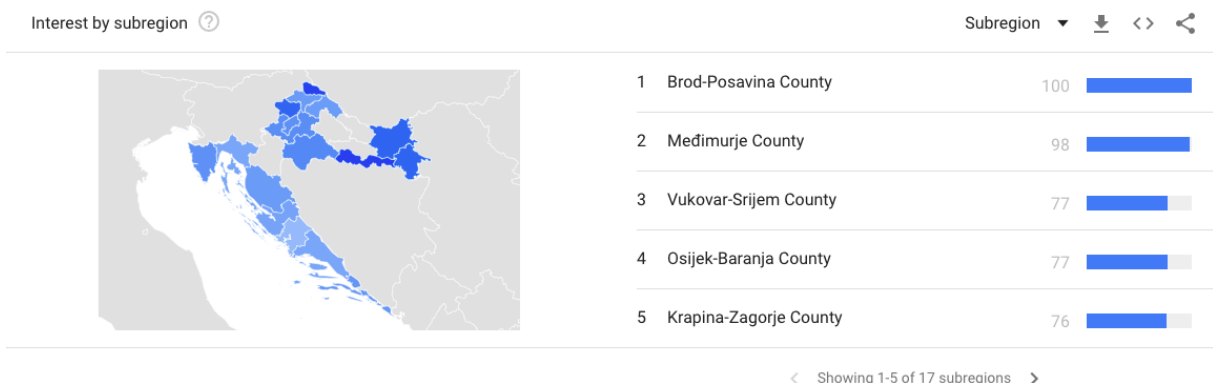 Interest by subregion ?
Subregion
1 Brod-Posavina County 100
2 Međimurje County 98
3 Vukovar-Srijem County 77
4 Osijek-Baranja County 77
5 Krapina-Zagorje County 76
Showing 1-5 of 17 subregions